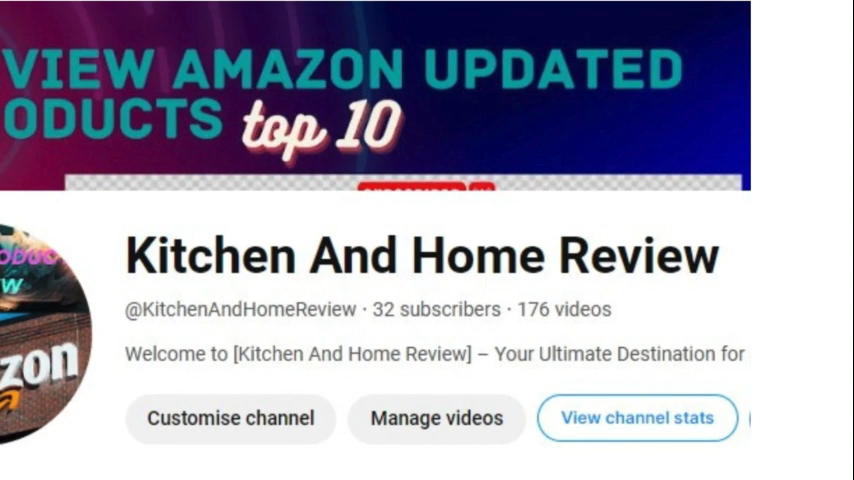 VIEW AMAZON UPDATED
ODUCTS top 10
Kitchen And Home Review
@KitchenAndHomeReview · 32 subscribers · 176 videos
Welcome to [Kitchen And Home Review] – Your Ultimate Destination for
ODUC
W
zon
Customise channel
Manage videos
View channel stats